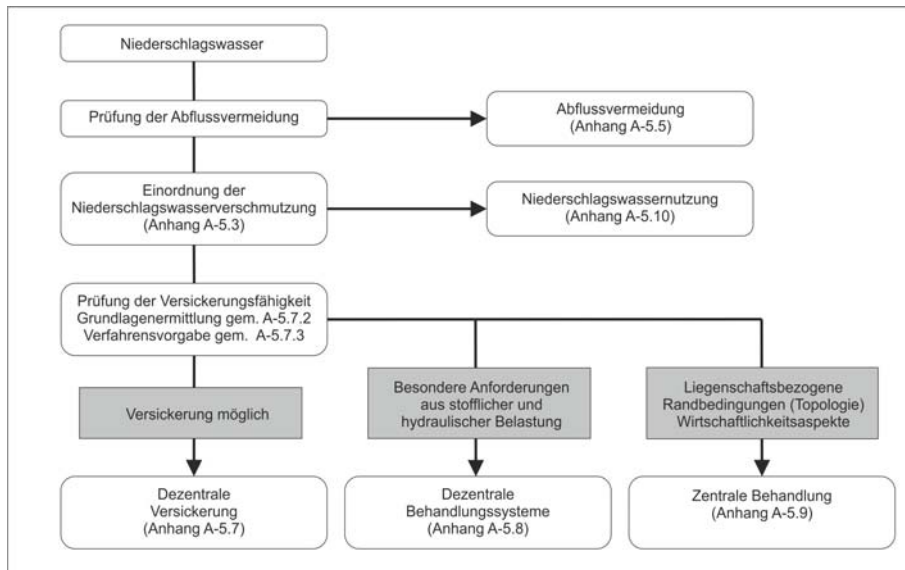 Niederschlagswasser
Prüfung der Abflussvermeidung
Abflussvermeidung
(Anhang A-5.5)
Einordnung der
Niederschlagswasserverschmutzung
(Anhang A-5.3)
Niederschlagswassernutzung
(Anhang A-5.10)
Prüfung der Versickerungsfähigkeit
Grundlagenermittlung gem. A-5.7.2
Verfahrensvorgabe gem. A-5.7.3
Versickerung möglich
Besondere Anforderungen
aus stofflicher und
hydraulischer Belastung
Liegenschaftsbezogene
Randbedingungen (Topologie)
Wirtschaftlichkeitsaspekte
Dezentrale
Versickerung
(Anhang A-5.7)
Dezentrale
Behandlungssysteme
(Anhang A-5.8)
Zentrale Behandlung
(Anhang A-5.9)